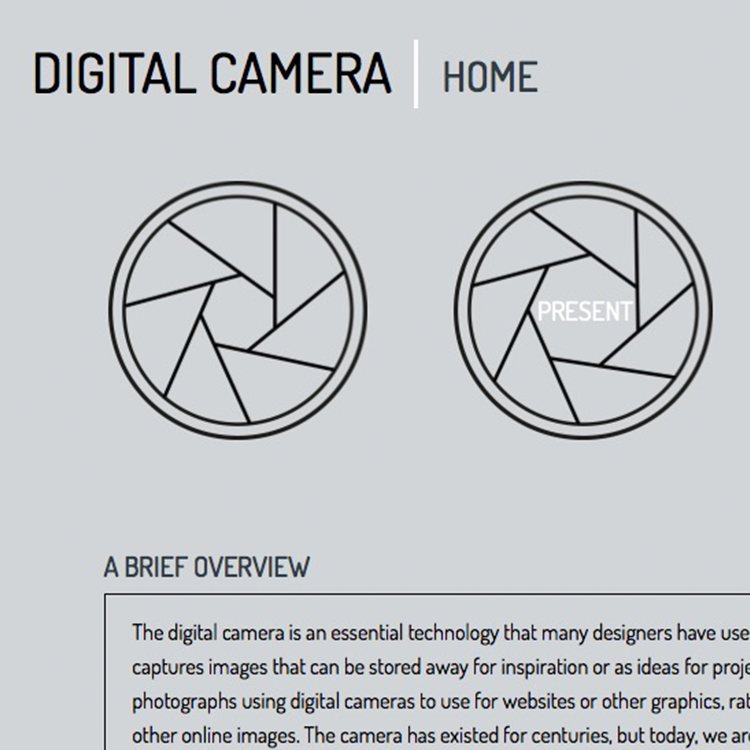 DIGITAL CAMERA HOME
PRESENT
A BRIEF OVERVIEW
The digital camera is an essential technology that many designers have use
captures images that can be stored away for inspiration or as ideas for proje
photographs using digital cameras to use for websites or other graphics, rat
other online images. The camera has existed for centuries, but today, we ar